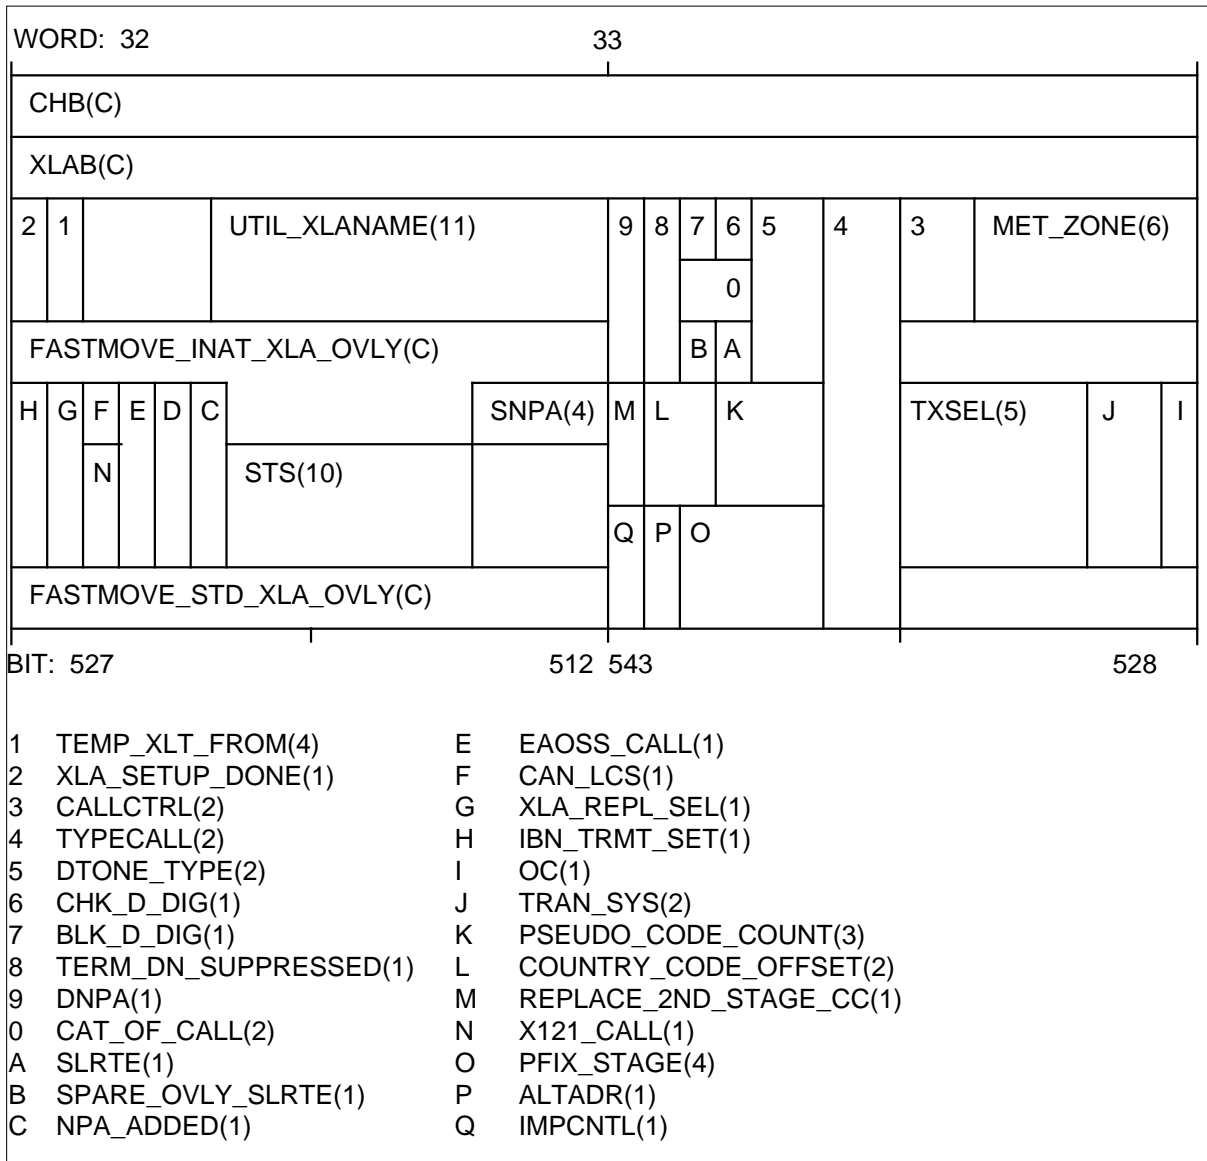 WORD: 32 33
CHB(C)
XLAB(C)
2 1 UTIL_XLANAME(11) 9 8 7 6 5 4 3 MET_ZONE(6)
0
FASTMOVE_INAT_XLA_OVLY(C) B A
H G F E D C SNPA(4) M L K TXSEL(5) J I
N STS(10)
Q P O
FASTMOVE_STD_XLA_OVLY(C)
BIT: 527 512 543 528
1 TEMP_XLT_FROM(4) E EAOSS_CALL(1)
2 XLA_SETUP_DONE(1) F CAN_LCS(1)
3 CALLCTRL(2) G XLA_REPL_SEL(1)
4 TYPECALL(2) H IBN_TRMT_SET(1)
5 DTONE_TYPE(2) I OC(1)
6 CHK_D_DIG(1) J TRAN_SYS(2)
7 BLK_D_DIG(1) K PSEUDO_CODE_COUNT(3)
8 TERM_DN_SUPPRESSED(1) L COUNTRY_CODE_OFFSET(2)
9 DNPA(1) M REPLACE_2ND_STAGE_CC(1)
0 CAT_OF_CALL(2) N X121_CALL(1)
A SLRTE(1) O PFIX_STAGE(4)
B SPARE_OVLY_SLRTE(1) P ALTADR(1)
C NPA_ADDED(1) Q IMPCNTL(1)